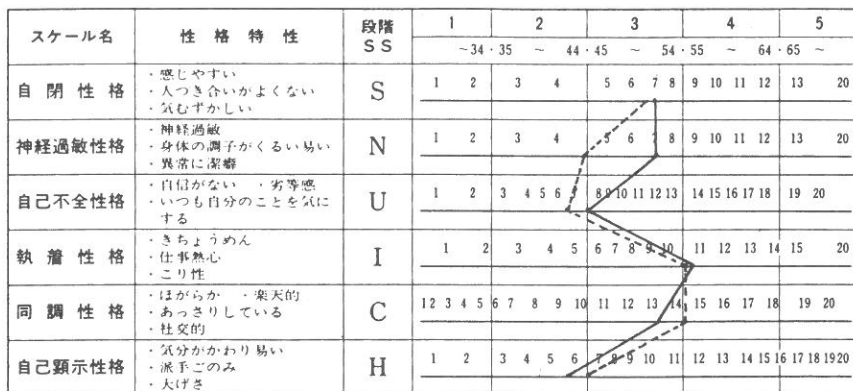 スケール名 性格特性 段階 1 2 3 4 5
SS ～34・35 ～ 44・45 ～ 54・55 ～ 64・65 ～
自閉性格 ・感じやすい S 1 2 3 4 5 6 7 8 9 10 11 12 13 20
・人つき合いがよくない
・気むずかしい
神経過敏性格 ・神経過敏 N 1 2 3 4 5 6 7 8 9 10 11 12 13 20
・身体の調子がくるい易い
・異常に潔癖
自己不全性格 ・自信がない ・劣等感 U 1 2 3 4 5 6 8 9 10 11 12 13 14 15 16 17 18 19 20
・いつも自分のことを気に
する
執着性格 ・きちょうめん I 1 2 3 4 5 6 7 8 9 10 11 12 13 14 15 20
・仕事熱心
・こり性
同調性格 ・ほがらか ・楽天的 C 1 2 3 4 5 6 7 8 9 10 11 12 13 14 15 16 17 18 19 20
・あっさりしている
・社交的
自己顕示性格 ・気分がかわり易い H 1 2 3 4 5 6 7 8 9 10 11 12 13 14 15 16 17 18 19 20
・派手ごのみ
・大げさ